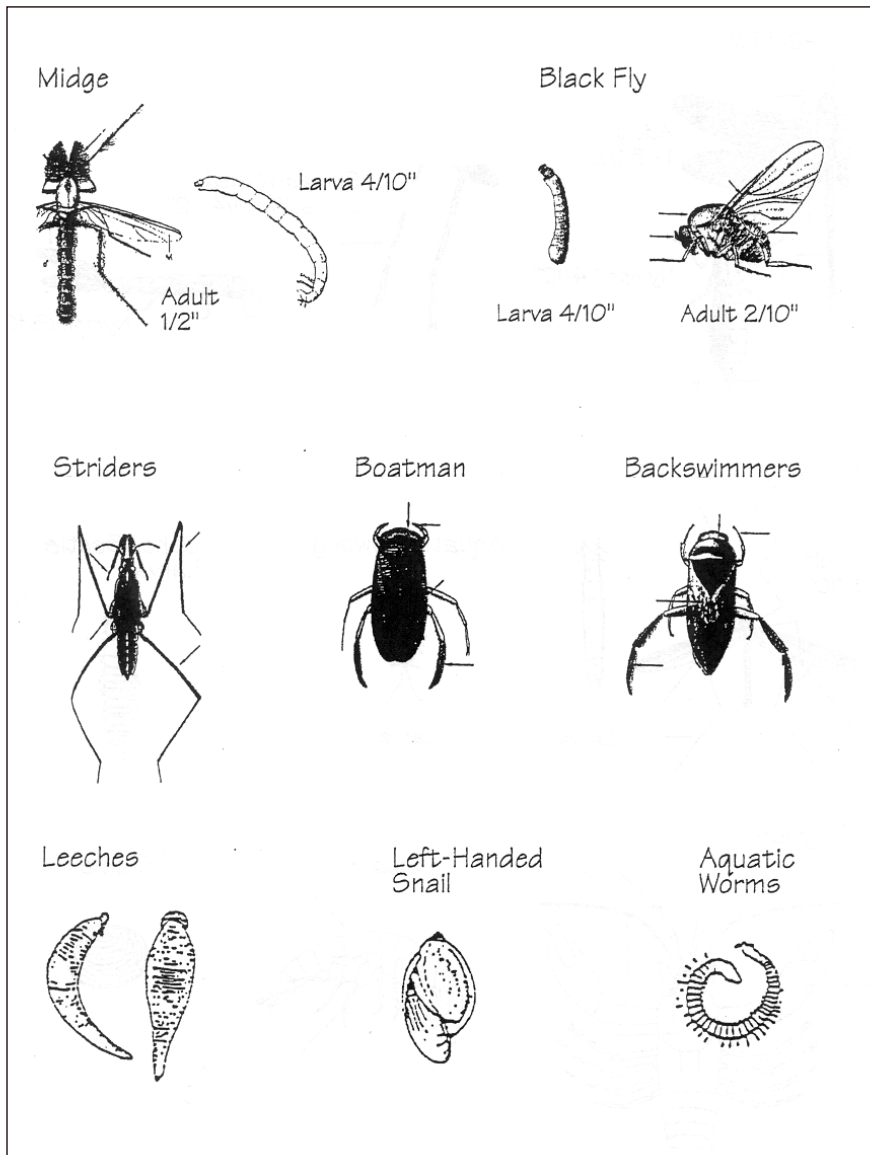 Midge
Black Fly
Larva 4/10"
Adult
1/2"
Larva 4/10"
Adult 2/10"
Striders
Boatman
Backswimmers
Leeches
Left-Handed
Snail
Aquatic
Worms